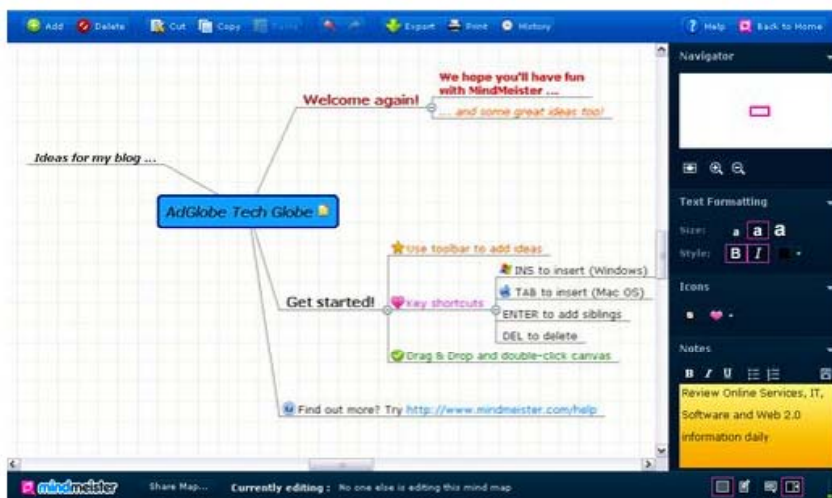 Add Delete Cut Copy Paste Export Print History Help Back to Home
Navigator
We hope you'll have fun
with MindMeister ...
Welcome again!
... and some great ideas too!
Ideas for my blog ...
AdGlobe Tech Globe
Text Formatting
Size: a a a
Style: B I
Use toolbar to add ideas
INS to insert (Windows)
Icons
Get started!
Key shortcuts
TAB to insert (Mac OS)
ENTER to add siblings
DEL to delete
Notes
Drag & Drop and double-click canvas
B I U
Find out more? Try http://www.mindmeister.com/help
Review Online Services, IT,
Software and Web 2.0
information daily
mindmeister Share Map... Currently editing : No one else is editing this mind map